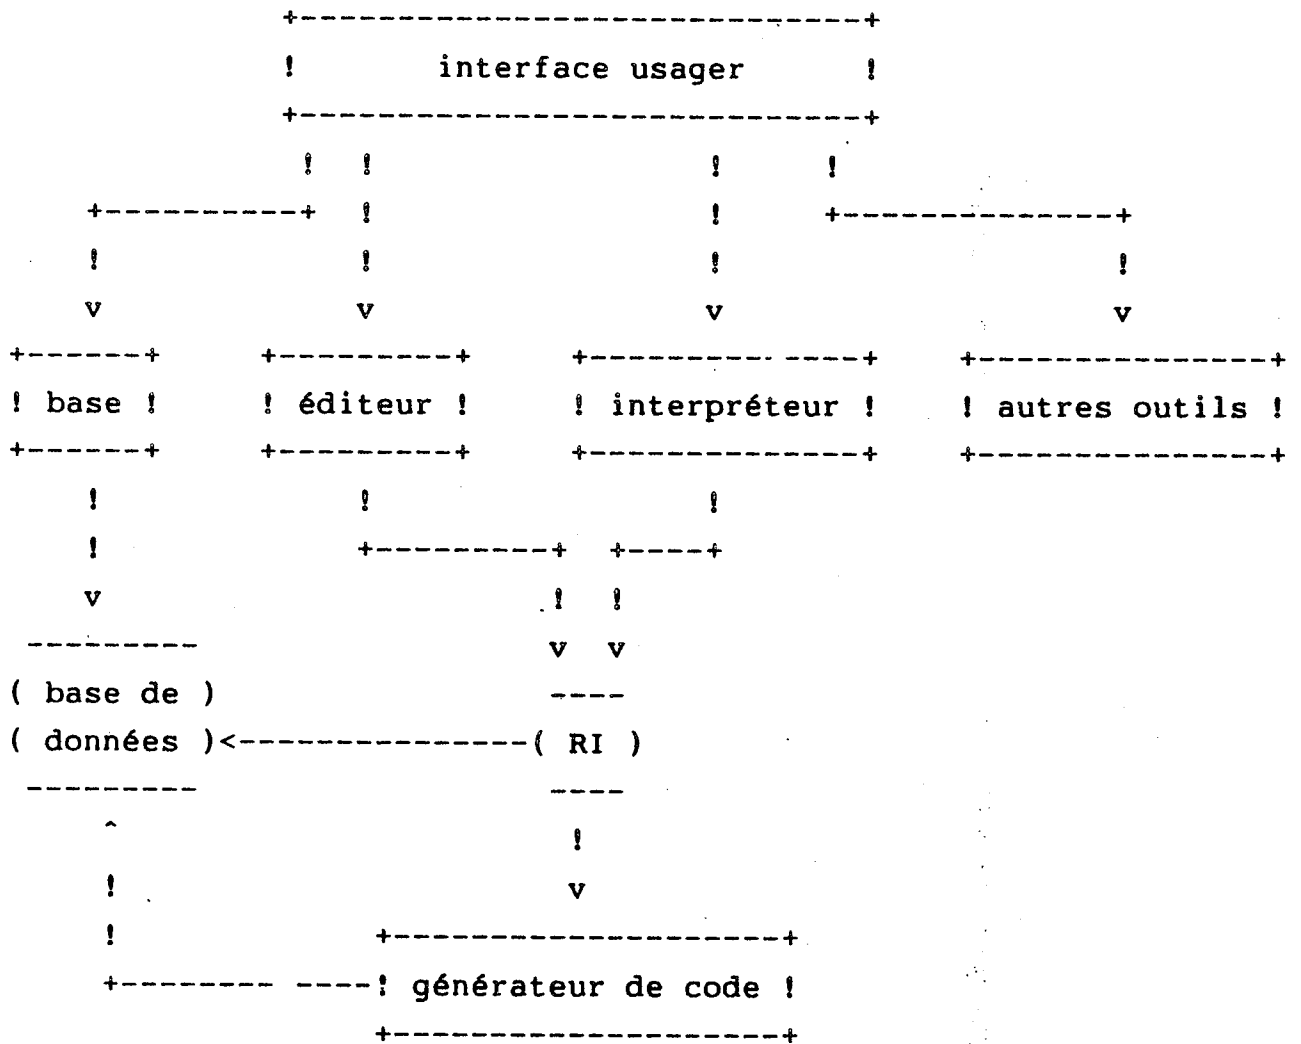 interface usager
base éditeur interpréteur autres outils
base de
données RI
générateur de code